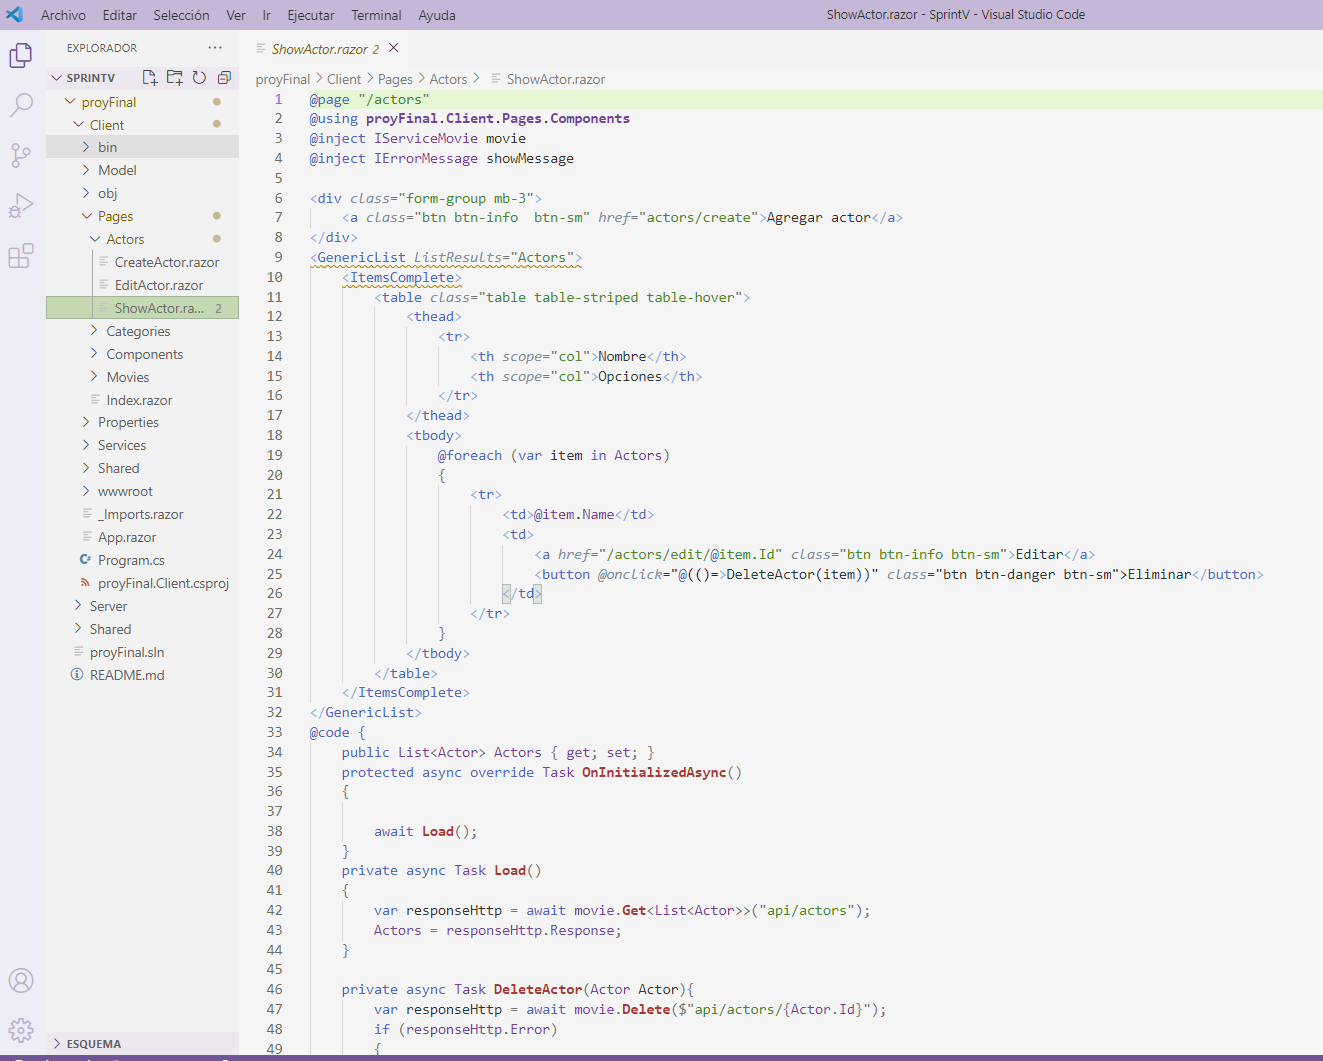 Archivo Editar Selección Ver Ir Ejecutar Terminal Ayuda ShowActor.razor - SprintV - Visual Studio Code
EXPLORADOR ...
SPRINTV
proyFinal
Client
bin
Model
obj
Pages
Actors
CreateActor.razor
EditActor.razor
ShowActor.ra... 2
Categories
Components
Movies
Index.razor
Properties
Services
Shared
wwwroot
_Imports.razor
App.razor
Program.cs
proyFinal.Client.csproj
Server
Shared
proyFinal.sln
README.md
ESQUEMA
ShowActor.razor 2
proyFinal > Client > Pages > Actors > ShowActor.razor
1 @page "/actors"
2 @using proyFinal.Client.Pages.Components
3 @inject IServiceMovie movie
4 @inject IErrorMessage showMessage
5
6 <div class="form-group mb-3">
7 <a class="btn btn-info  btn-sm" href="actors/create">Agregar actor</a>
8 </div>
9 <GenericList ListResults="Actors">
10 <ItemsComplete>
11 <table class="table table-striped table-hover">
12 <thead>
13 <tr>
14 <th scope="col">Nombre</th>
15 <th scope="col">Opciones</th>
16 </tr>
17 </thead>
18 <tbody>
19 @foreach (var item in Actors)
20 {
21 <tr>
22 <td>@item.Name</td>
23 <td>
24 <a href="/actors/edit/@item.Id" class="btn btn-info btn-sm">Editar</a>
25 <button @onclick="@(()=>DeleteActor(item))" class="btn btn-danger btn-sm">Eliminar</button>
26 </td>
27 </tr>
28 }
29 </tbody>
30 </table>
31 </ItemsComplete>
32 </GenericList>
33 @code {
34 public List<Actor> Actors { get; set; }
35 protected async override Task OnInitializedAsync()
36 {
37
38 await Load();
39 }
40 private async Task Load()
41 {
42 var responseHttp = await movie.Get<List<Actor>>("api/actors");
43 Actors = responseHttp.Response;
44 }
45
46 private async Task DeleteActor(Actor Actor){
47 var responseHttp = await movie.Delete($"api/actors/{Actor.Id}");
48 if (responseHttp.Error)
49 {